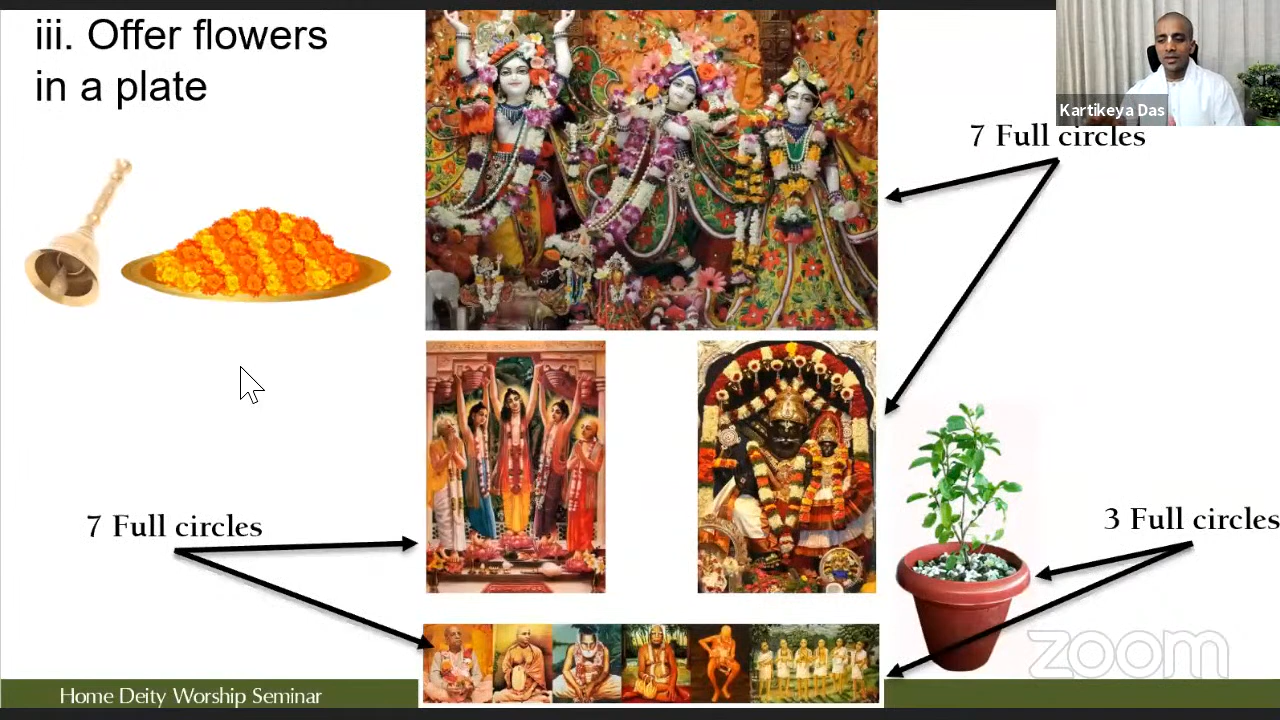 iii. Offer flowers
in a plate
Kartikeya Das
7 Full circles
7 Full circles
3 Full circles
zoom
Home Deity Worship Seminar